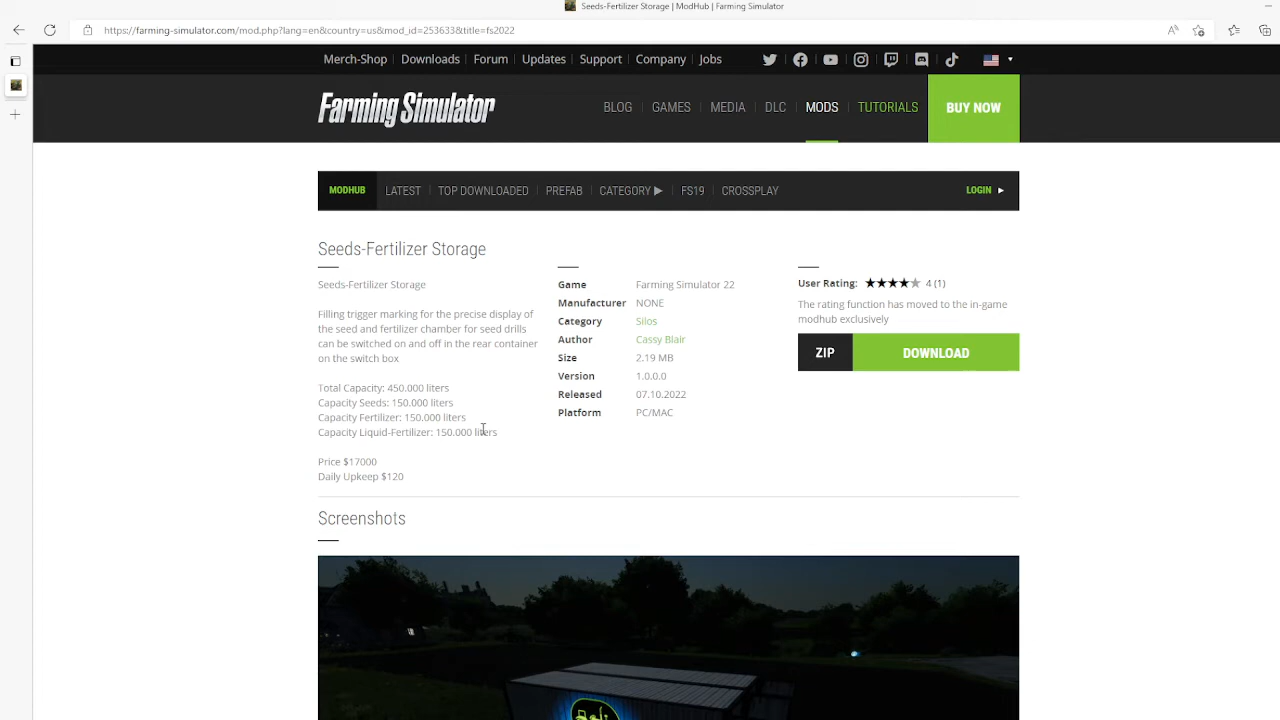 Seeds-Fertilizer Storage | ModHub | Farming Simulator
https://farming-simulator.com/mod.php?lang=en&country=us&mod_id=253633&title=fs2022
Merch-Shop Downloads Forum Updates Support Company Jobs
Farming Simulator
BLOG GAMES MEDIA DLC MODS TUTORIALS BUY NOW
MODHUB LATEST TOP DOWNLOADED PREFAB CATEGORY ▶ FS19 CROSSPLAY LOGIN ▶
Seeds-Fertilizer Storage
Seeds-Fertilizer Storage
Filling trigger marking for the precise display of
the seed and fertilizer chamber for seed drills
can be switched on and off in the rear container
on the switch box
Total Capacity: 450.000 liters
Capacity Seeds: 150.000 liters
Capacity Fertilizer: 150.000 liters
Capacity Liquid-Fertilizer: 150.000 liters
Price $17000
Daily Upkeep $120
Game Farming Simulator 22
Manufacturer NONE
Category Silos
Author Cassy Blair
Size 2.19 MB
Version 1.0.0.0
Released 07.10.2022
Platform PC/MAC
User Rating: ★★★★★ 4 (1)
The rating function has moved to the in-game
modhub exclusively
ZIP DOWNLOAD
Screenshots